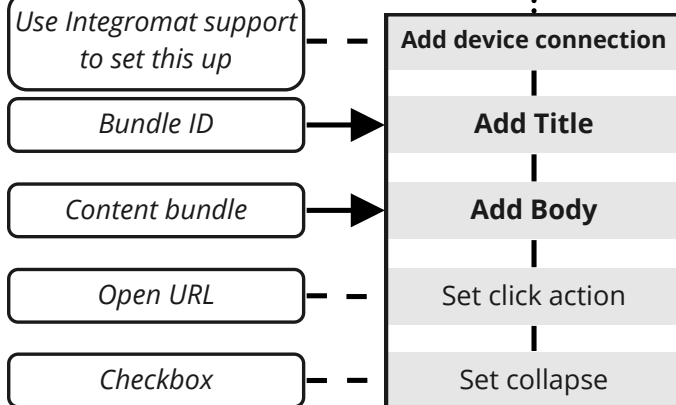 Use Integromat support
to set this up
Add device connection
Bundle ID
Add Title
Content bundle
Add Body
Open URL
Set click action
Checkbox
Set collapse